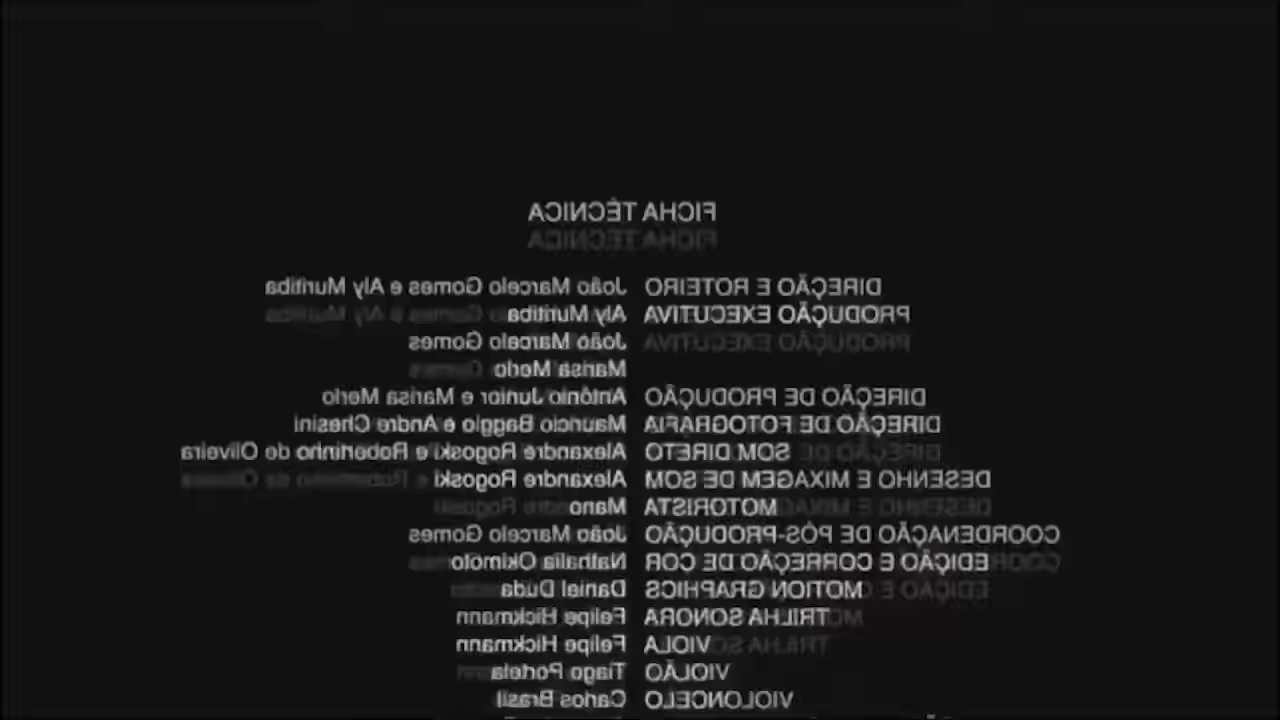 FICHA TÉCNICA
DIREÇÃO E ROTEIRO João Marcelo Gomes e Aly Muritiba
PRODUÇÃO EXECUTIVA Aly Muritiba
João Marcelo Gomes
Marisa Merlo
DIREÇÃO DE PRODUÇÃO Antônio Junior e Marisa Merlo
DIREÇÃO DE FOTOGRAFIA Mauricio Baggio e Andre Chesini
SOM DIRETO Alexandre Rogoski e Robertinho de Oliveira
DESENHO E MIXAGEM DE SOM Alexandre Rogoski
MOTORISTA Mano
COORDENAÇÃO DE PÓS-PRODUÇÃO João Marcelo Gomes
EDIÇÃO E CORREÇÃO DE COR Nathalia Okimoto
MOTION GRAPHICS Daniel Duda
TRILHA SONORA Felipe Hickmann
VIOLA Felipe Hickmann
VIOLÃO Tiago Portela
VIOLONCELO Carlos Brasil